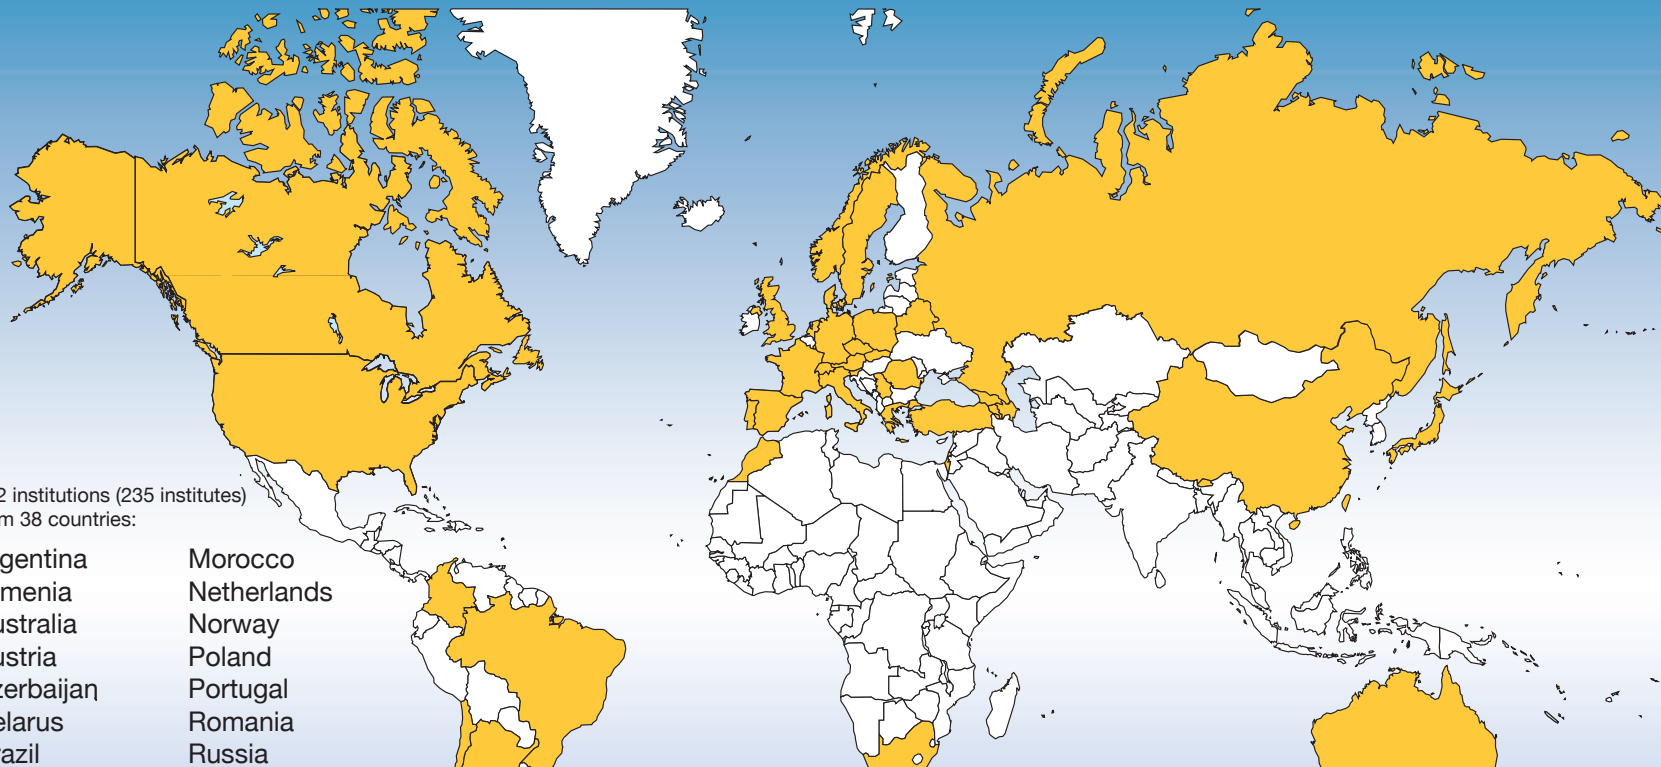 2 institutions (235 institutes)
m 38 countries:
gentina
menia
ustralia
ustria
zerbaijan
elarus
azil
Morocco
Netherlands
Norway
Poland
Portugal
Romania
Russia